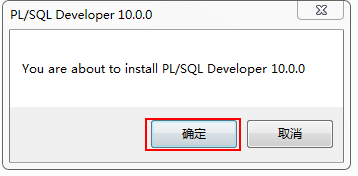 PL/SQL Developer 10.0.0
You are about to install PL/SQL Developer 10.0.0
确定 取消